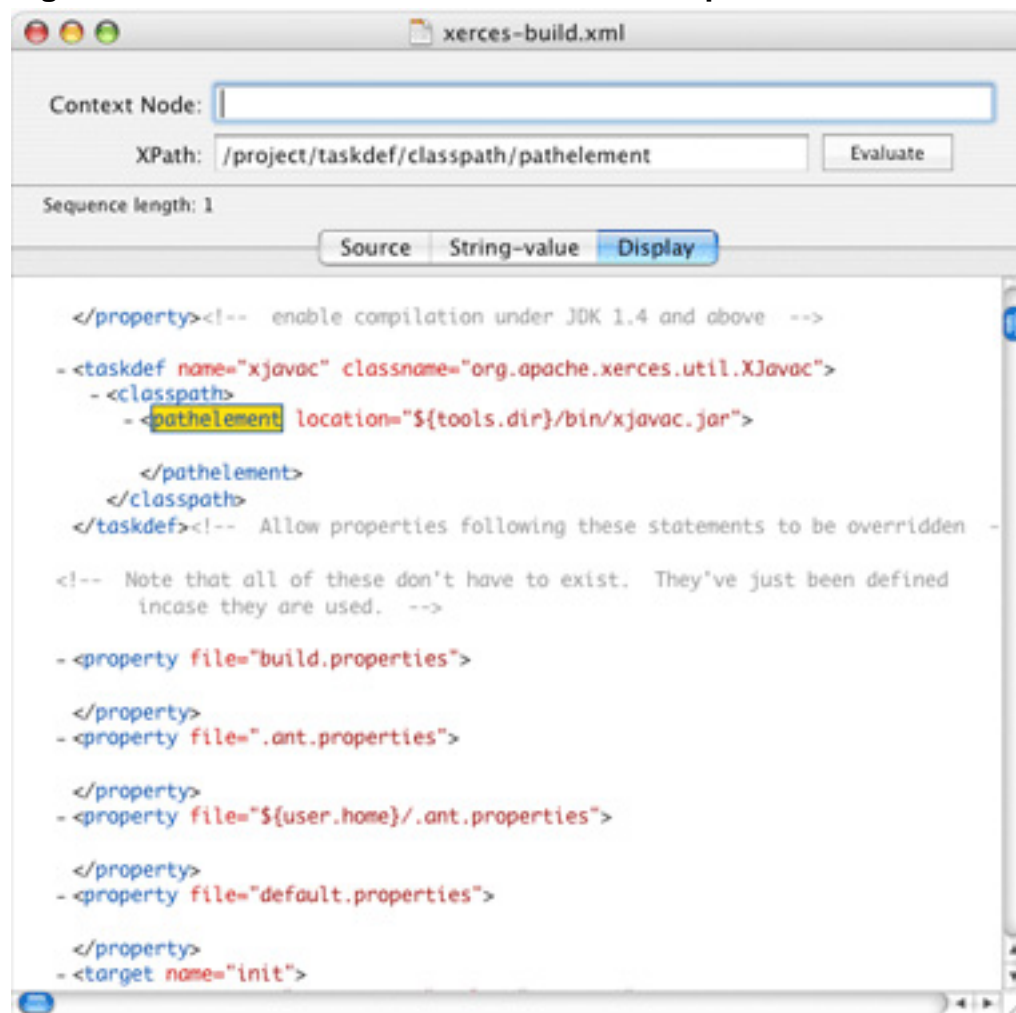 xerces-build.xml
Context Node:
XPath: /project/taskdef/classpath/pathelement Evaluate
Sequence length: 1
Source String-value Display
</property><!-- enable compilation under JDK 1.4 and above -->
- <taskdef name="xjavac" classname="org.apache.xerces.util.XJavac">
- <classpath>
- <pathelement location="${tools.dir}/bin/xjavac.jar">
</pathelement>
</classpath>
</taskdef><!-- Allow properties following these statements to be overridden -
<!-- Note that all of these don't have to exist. They've just been defined
incase they are used. -->
- <property file="build.properties">
</property>
- <property file=".ant.properties">
</property>
- <property file="${user.home}/.ant.properties">
</property>
- <property file="default.properties">
</property>
- <target name="init">